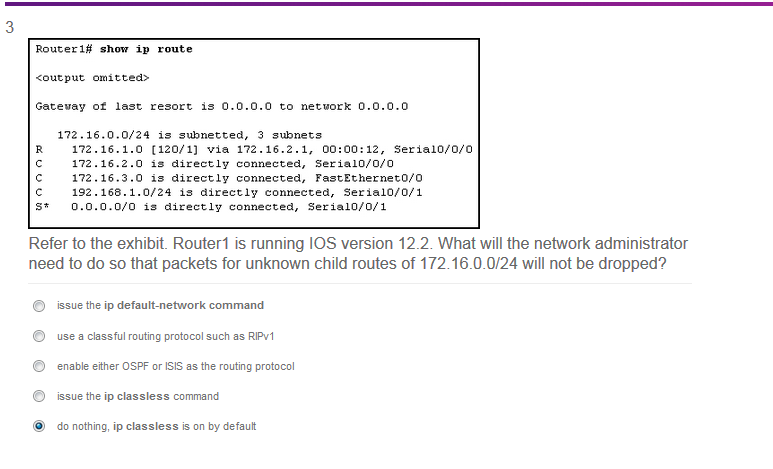 3
Router1# show ip route
<output omitted>
Gateway of last resort is 0.0.0.0 to network 0.0.0.0
172.16.0.0/24 is subnetted, 3 subnets
R 172.16.1.0 [120/1] via 172.16.2.1, 00:00:12, Serial0/0/0
C 172.16.2.0 is directly connected, Serial0/0/0
C 172.16.3.0 is directly connected, FastEthernet0/0
C 192.168.1.0/24 is directly connected, Serial0/0/1
S* 0.0.0.0/0 is directly connected, Serial0/0/1
Refer to the exhibit. Router1 is running IOS version 12.2. What will the network administrator
need to do so that packets for unknown child routes of 172.16.0.0/24 will not be dropped?
issue the ip default-network command
use a classful routing protocol such as RIPv1
enable either OSPF or ISIS as the routing protocol
issue the ip classless command
do nothing, ip classless is on by default